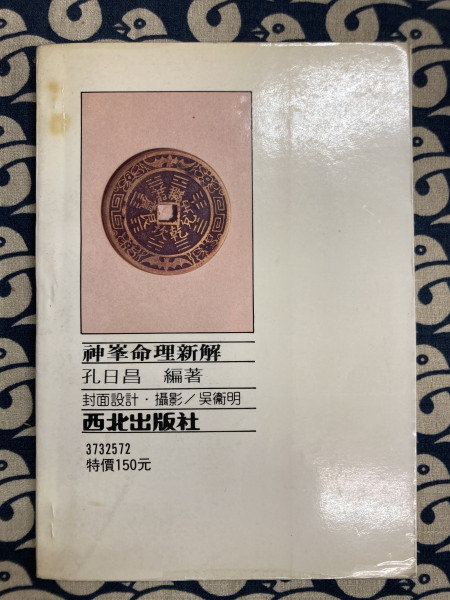 神峯命理新解
孔日昌 編著
封面設計・攝影/吳衞明
西北出版社
3732572
特價150元